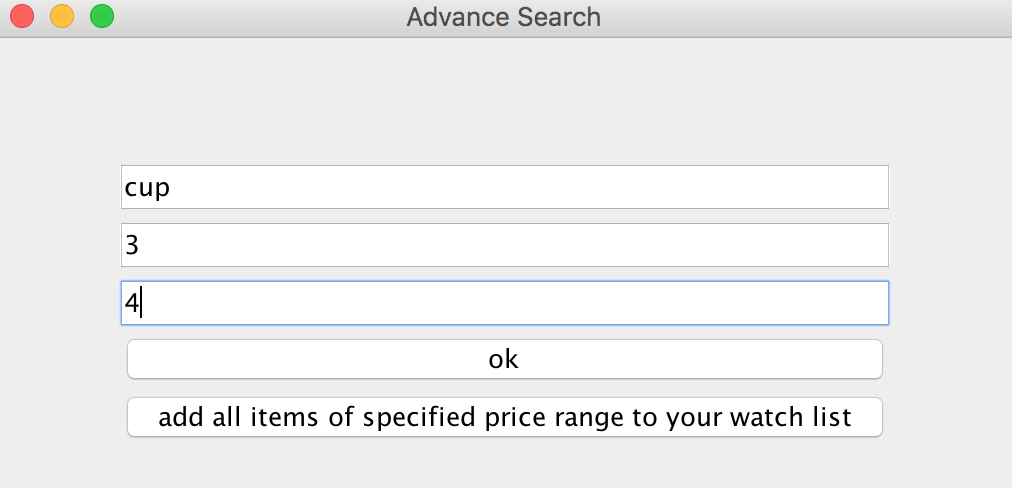 Advance Search
cup
3
4
ok
add all items of specified price range to your watch list